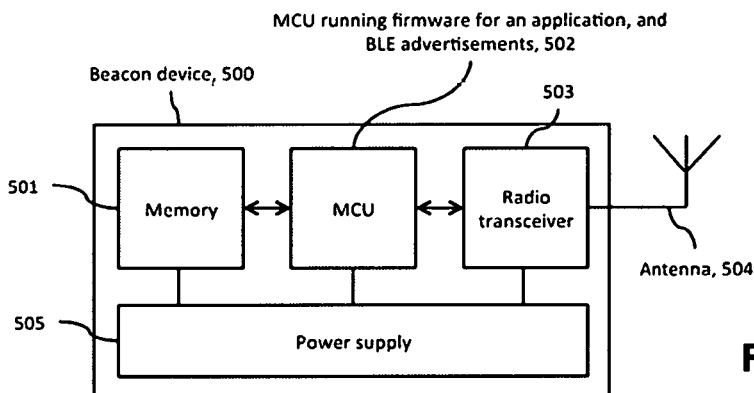 MCU running firmware for an application, and
BLE advertisements, 502
Beacon device, 500
503
501
Memory
MCU
Radio
transceiver
Antenna, 504
505
Power supply
F